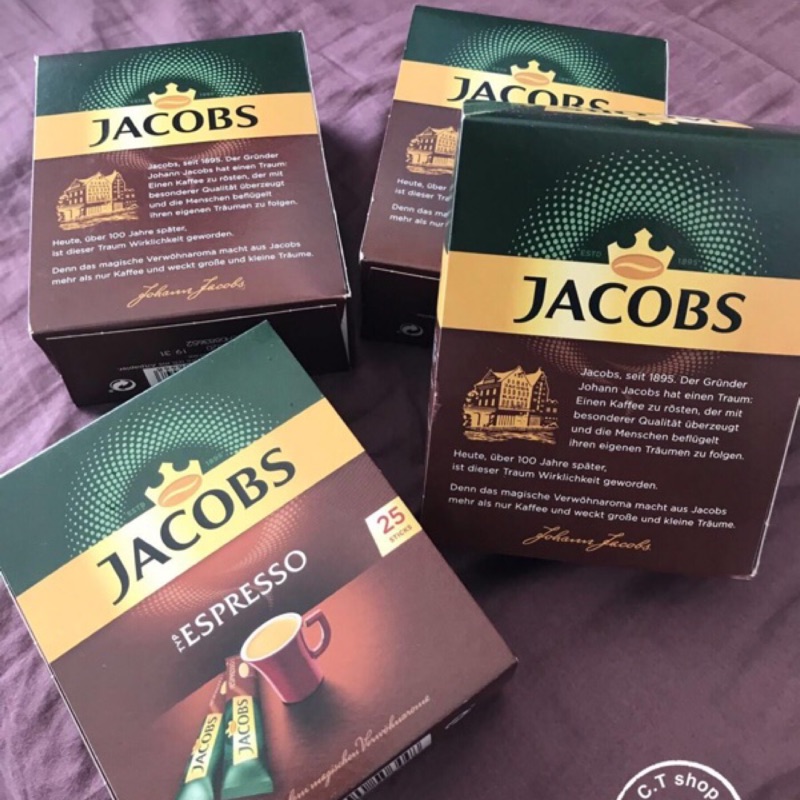 JACOBS
Jacobs, seit 1895. Der Gründer
Johann Jacobs hat einen Traum:
Einen Kaffee zu rösten, der mit
besonderer Qualität überzeugt
und die Menschen beflügelt
ihren eigenen Träumen zu folgen.
Heute, über 100 Jahre später,
ist dieser Traum Wirklichkeit geworden.
Denn das magische Verwöhnaroma macht aus Jacobs
mehr als nur Kaffee und weckt große und kleine Träume.
Johann Jacobs
19 31
JACOBS
Heute, über
ist dieser Tra
Denn das ma
mehr als nur
JACOBS
ESTD 1895
Jacobs, seit 1895. Der Gründer
Johann Jacobs hat einen Traum:
Einen Kaffee zu rösten, der mit
besonderer Qualität überzeugt
und die Menschen beflügelt
ihren eigenen Träumen zu folgen.
Heute, über 100 Jahre später,
ist dieser Traum Wirklichkeit geworden.
Denn das magische Verwöhnaroma macht aus Jacobs
mehr als nur Kaffee und weckt große und kleine Träume.
Johann Jacobs
JACOBS
25
STICKS
TYP ESPRESSO
JACOBS
JACOBS
magischen Verwöhnaroma
C.T shop